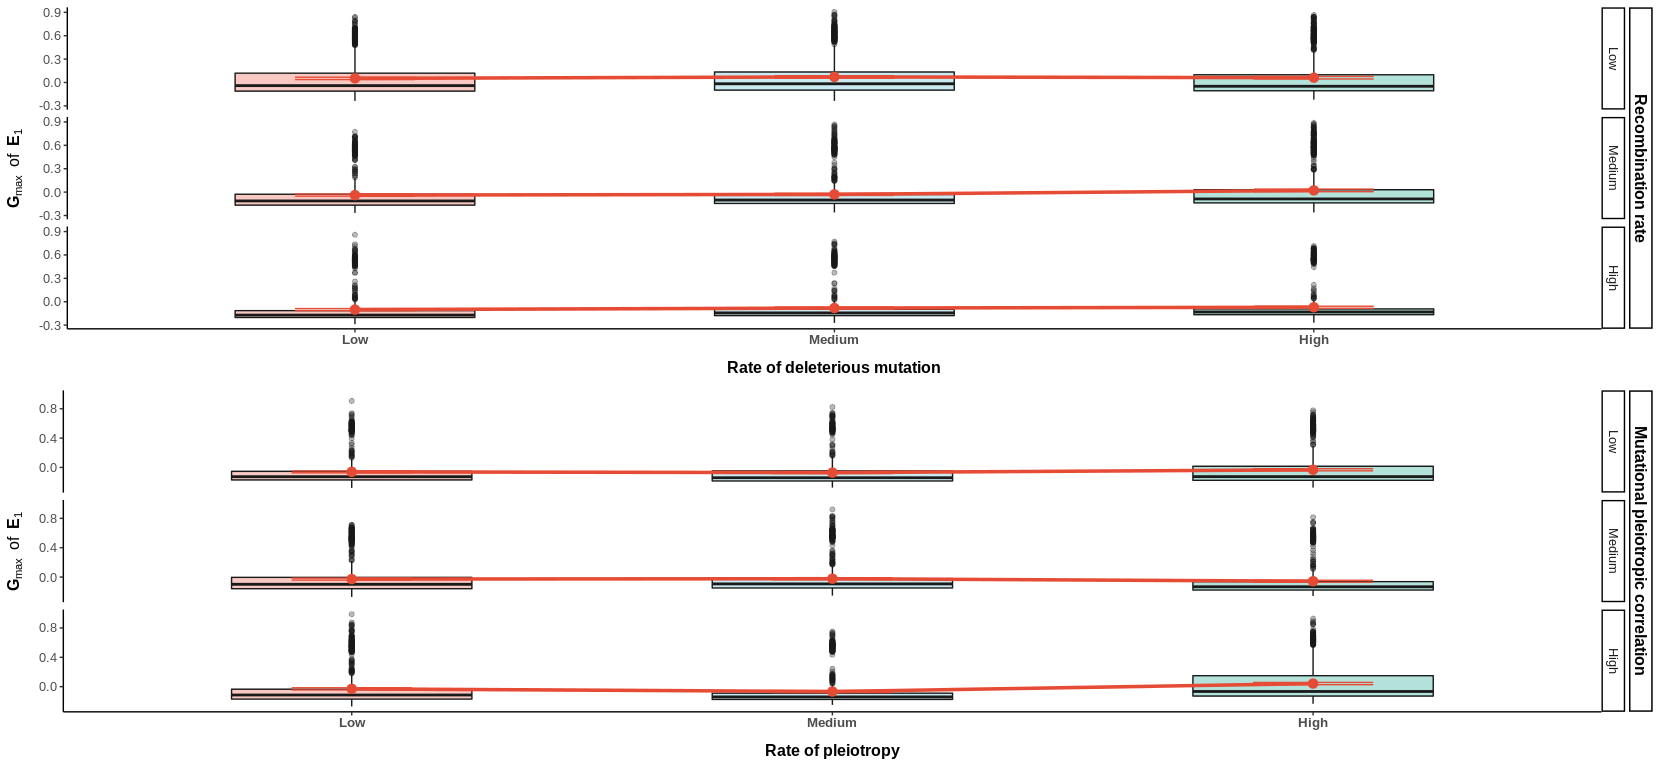 0.9
0.6
0.3
0.0
-0.3
Low
0.9
0.6
0.3
0.0
-0.3
Medium
0.9
0.6
0.3
0.0
-0.3
High
Gmax of E1
Recombination rate
Low Medium High
Rate of deleterious mutation
0.8
0.4
0.0
Low
0.8
0.4
0.0
Medium
0.8
0.4
0.0
High
Gmax of E1
Mutational pleiotropic correlation
Low Medium High
Rate of pleiotropy